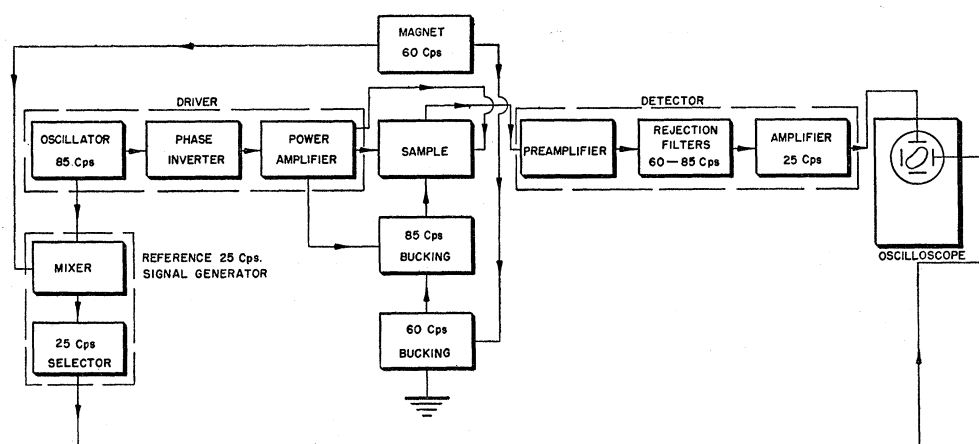 MAGNET
60 Cps
DRIVER
DETECTOR
OSCILLATOR
85 Cps
PHASE
INVERTER
POWER
AMPLIFIER
SAMPLE
PREAMPLIFIER
REJECTION
FILTERS
60-85 Cps
AMPLIFIER
25 Cps
OSCILLOSCOPE
MIXER
REFERENCE 25 Cps.
SIGNAL GENERATOR
85 Cps
BUCKING
25 Cps
SELECTOR
60 Cps
BUCKING